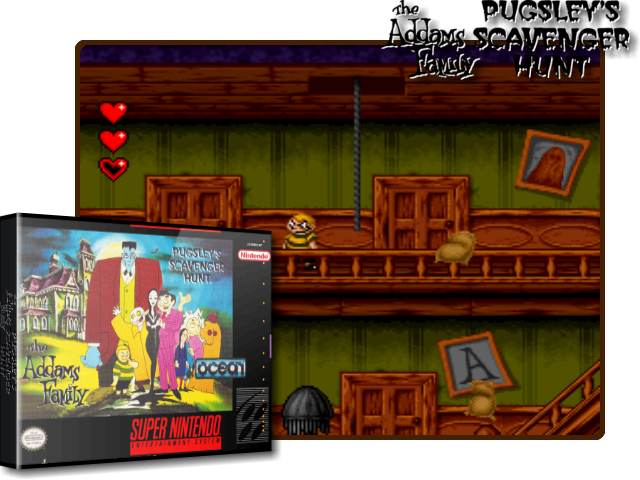 The
Addams
Family
PUGSLEY'S
SCAVENGER
HUNT
PUGSLEY'S
SCAVENGER
HUNT
Nintendo
The
Addams
Family
ocean
SUPER NINTENDO
ENTERTAINMENT SYSTEM
A